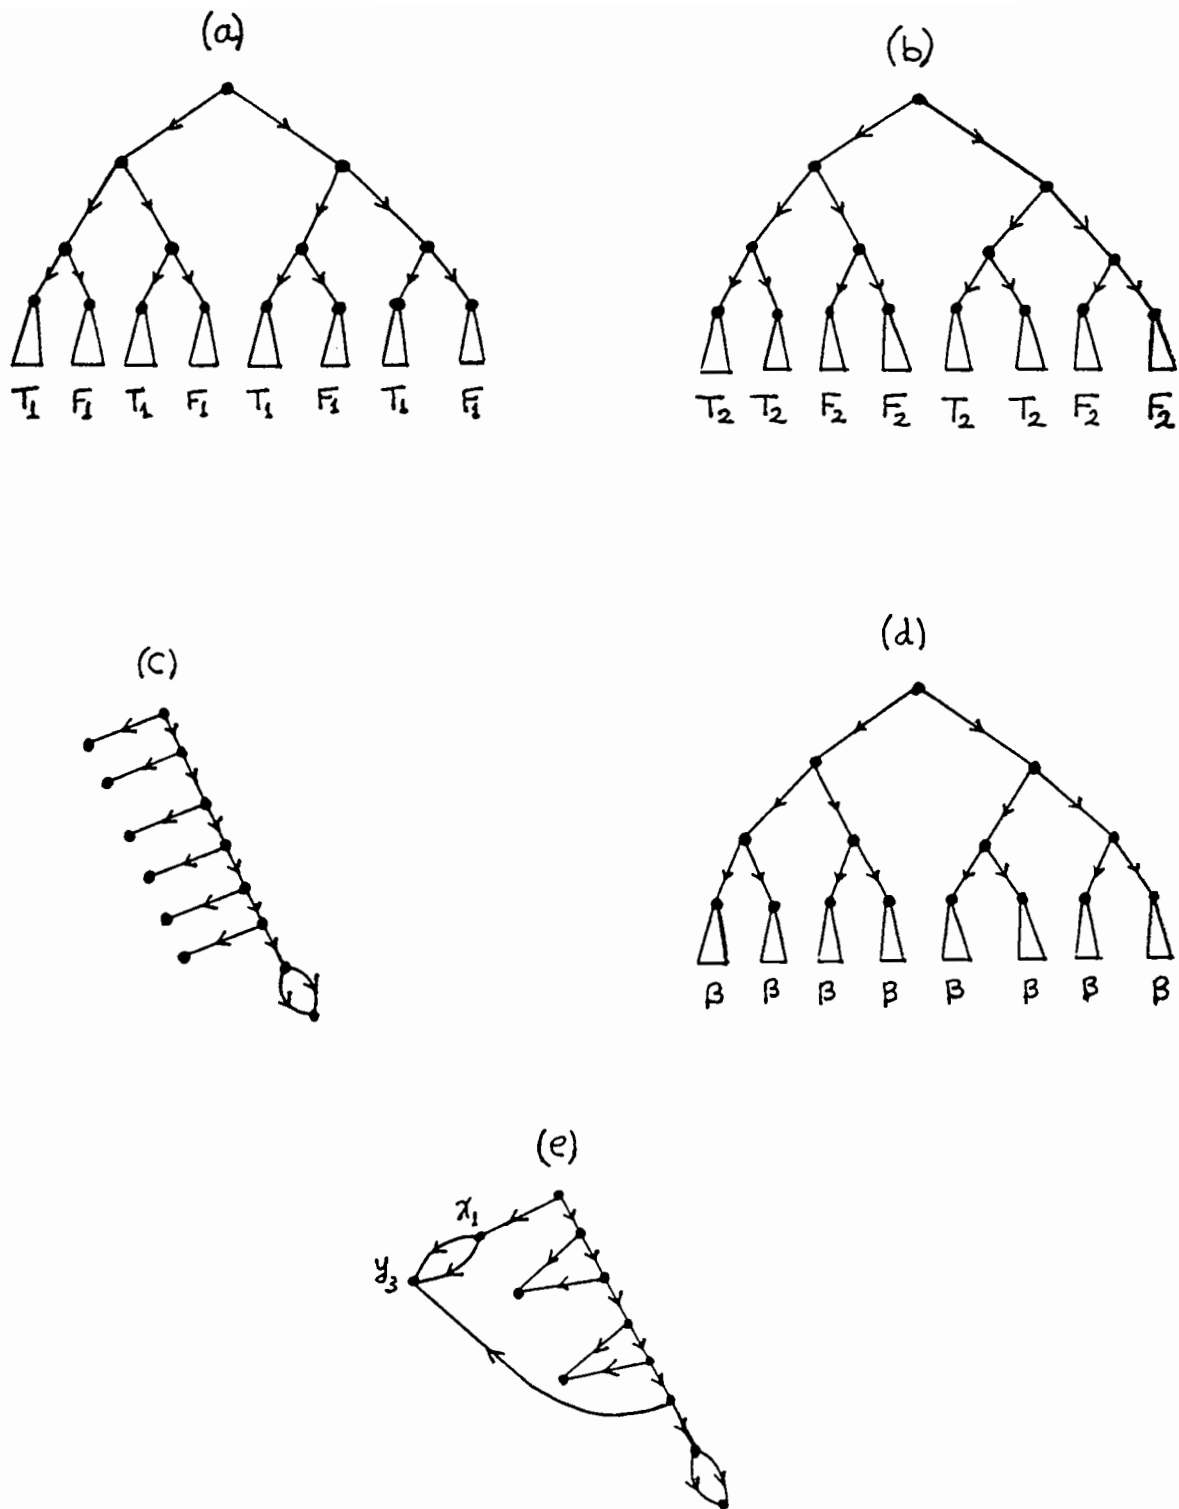 (a)
(b)
T₁ F₁ T₁ F₁ T₁ F₁ T₁ F₁
T₂ T₂ F₂ F₂ T₂ T₂ F₂ F₂
(c)
(d)
β β β β β β β β
(e)
x₁
y₃